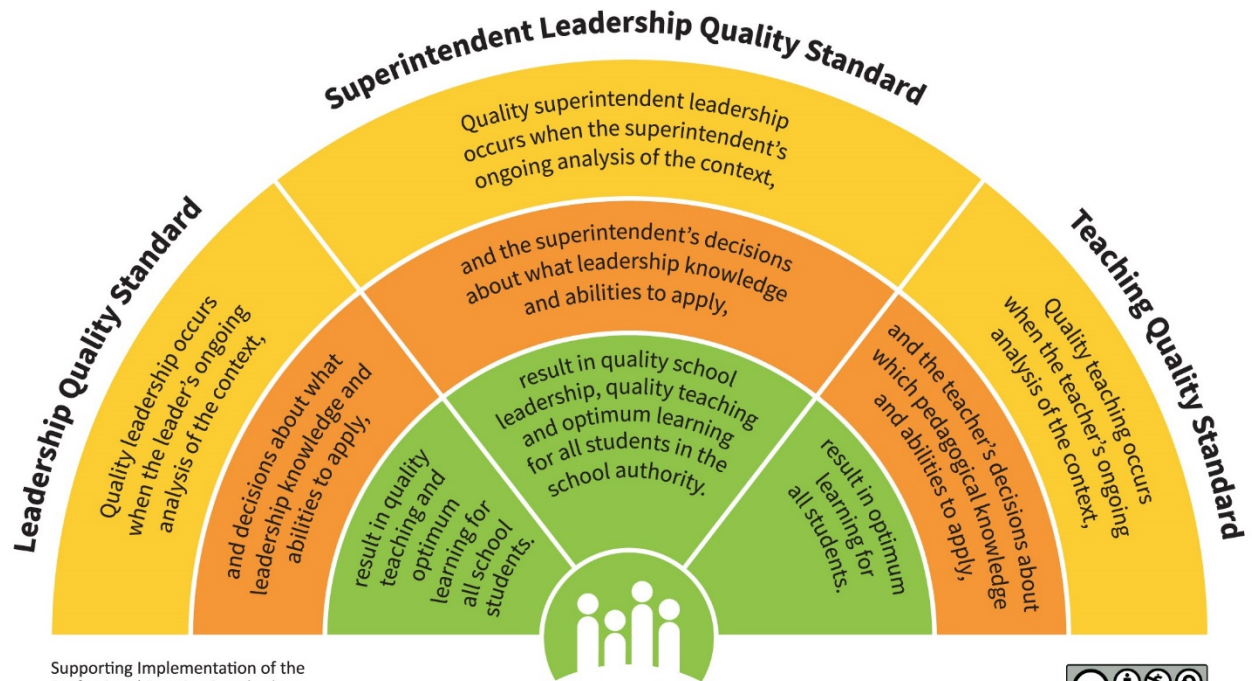 Superintendent Leadership Quality Standard
Quality superintendent leadership
occurs when the superintendent's
ongoing analysis of the context,
and the superintendent's decisions
about what leadership knowledge
and abilities to apply,
result in quality school
leadership, quality teaching
and optimum learning
for all students in the
school authority.
Leadership Quality Standard
Quality leadership occurs
when the leader's ongoing
analysis of the context,
and decisions about what
leadership knowledge and
abilities to apply,
result in quality
teaching and
optimum
learning for
all school
students.
Teaching Quality Standard
Quality teaching occurs
when the teacher's ongoing
analysis of the context,
and the teacher's decisions about
which pedagogical knowledge
and abilities to apply,
result in optimum
learning for
all students.
Supporting Implementation of the